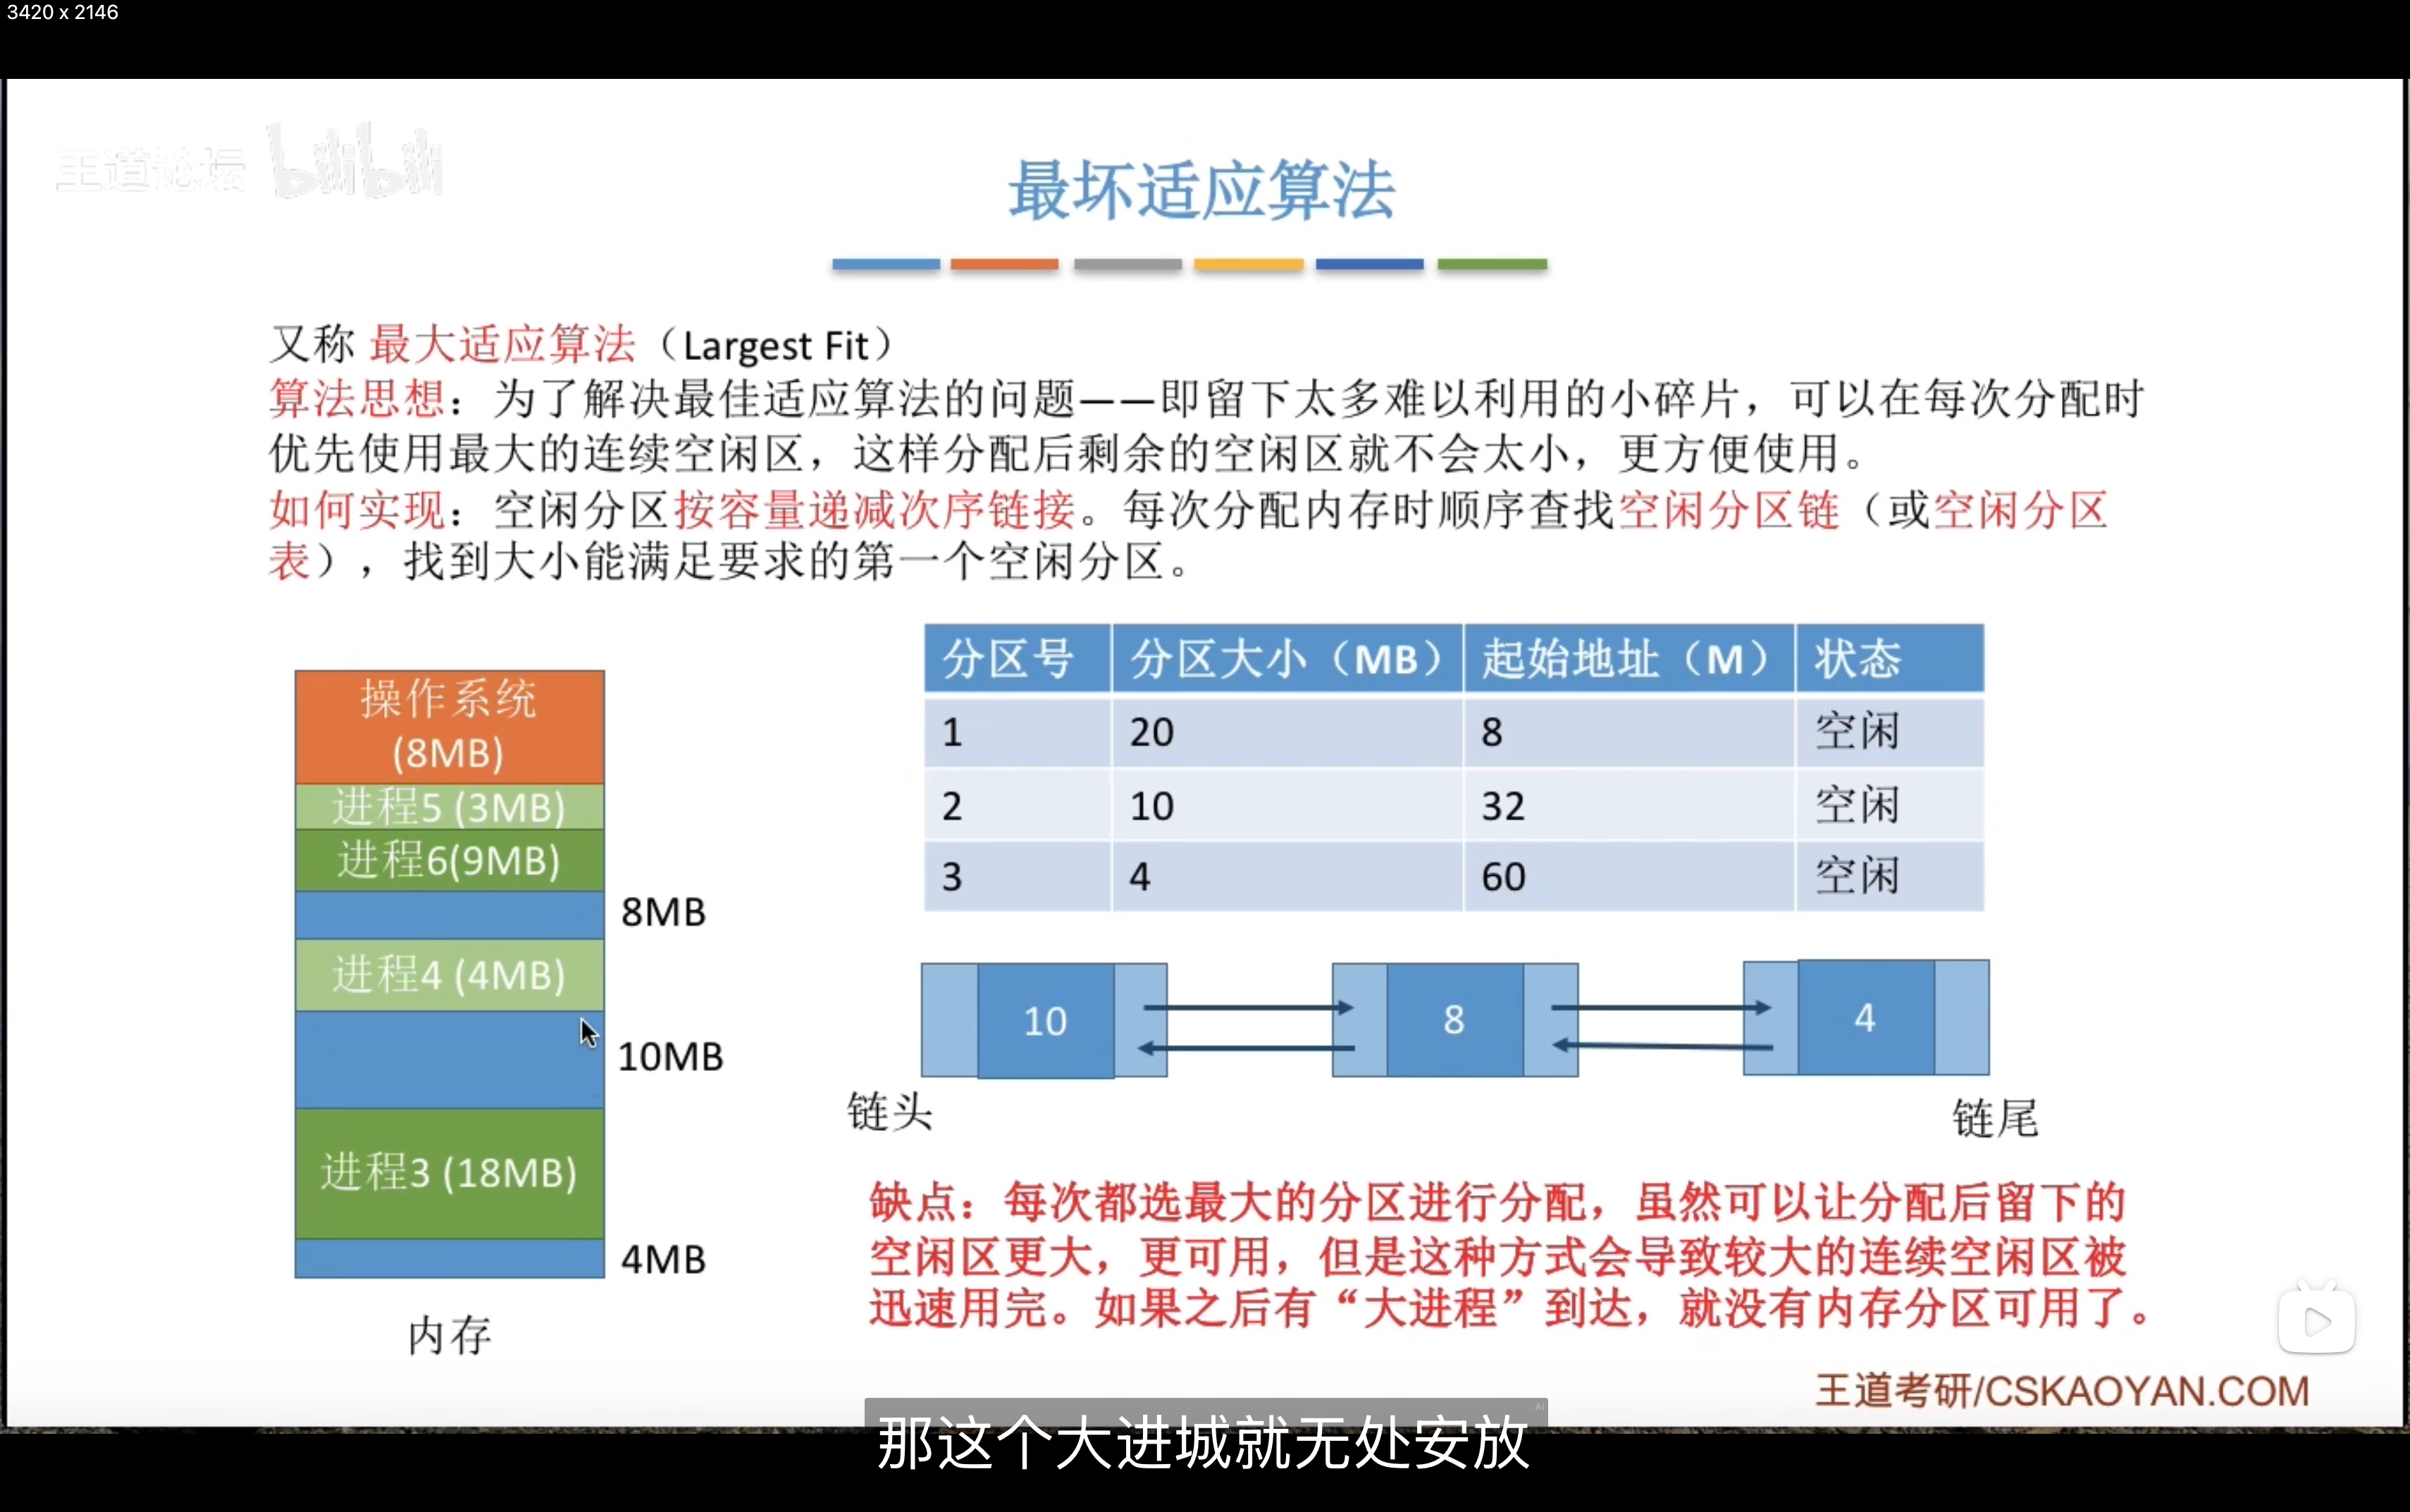 3420 x 2146
王道论坛 bilibili
最坏适应算法
又称 最大适应算法（Largest Fit）
算法思想：为了解决最佳适应算法的问题——即留下太多难以利用的小碎片，可以在每次分配时
优先使用最大的连续空闲区，这样分配后剩余的空闲区就不会太小，更方便使用。
如何实现：空闲分区按容量递减次序链接。每次分配内存时顺序查找空闲分区链（或空闲分区
表），找到大小能满足要求的第一个空闲分区。
操作系统
(8MB)
进程5 (3MB)
进程6(9MB)
8MB
进程4 (4MB)
10MB
进程3 (18MB)
4MB
内存
分区号 分区大小（MB） 起始地址（M） 状态
1 20 8 空闲
2 10 32 空闲
3 4 60 空闲
10 8 4
链头 链尾
缺点：每次都选最大的分区进行分配，虽然可以让分配后留下的
空闲区更大，更可用，但是这种方式会导致较大的连续空闲区被
迅速用完。如果之后有“大进程”到达，就没有内存分区可用了。
王道考研/CSKAOYAN.COM
AI
那这个大进城就无处安放